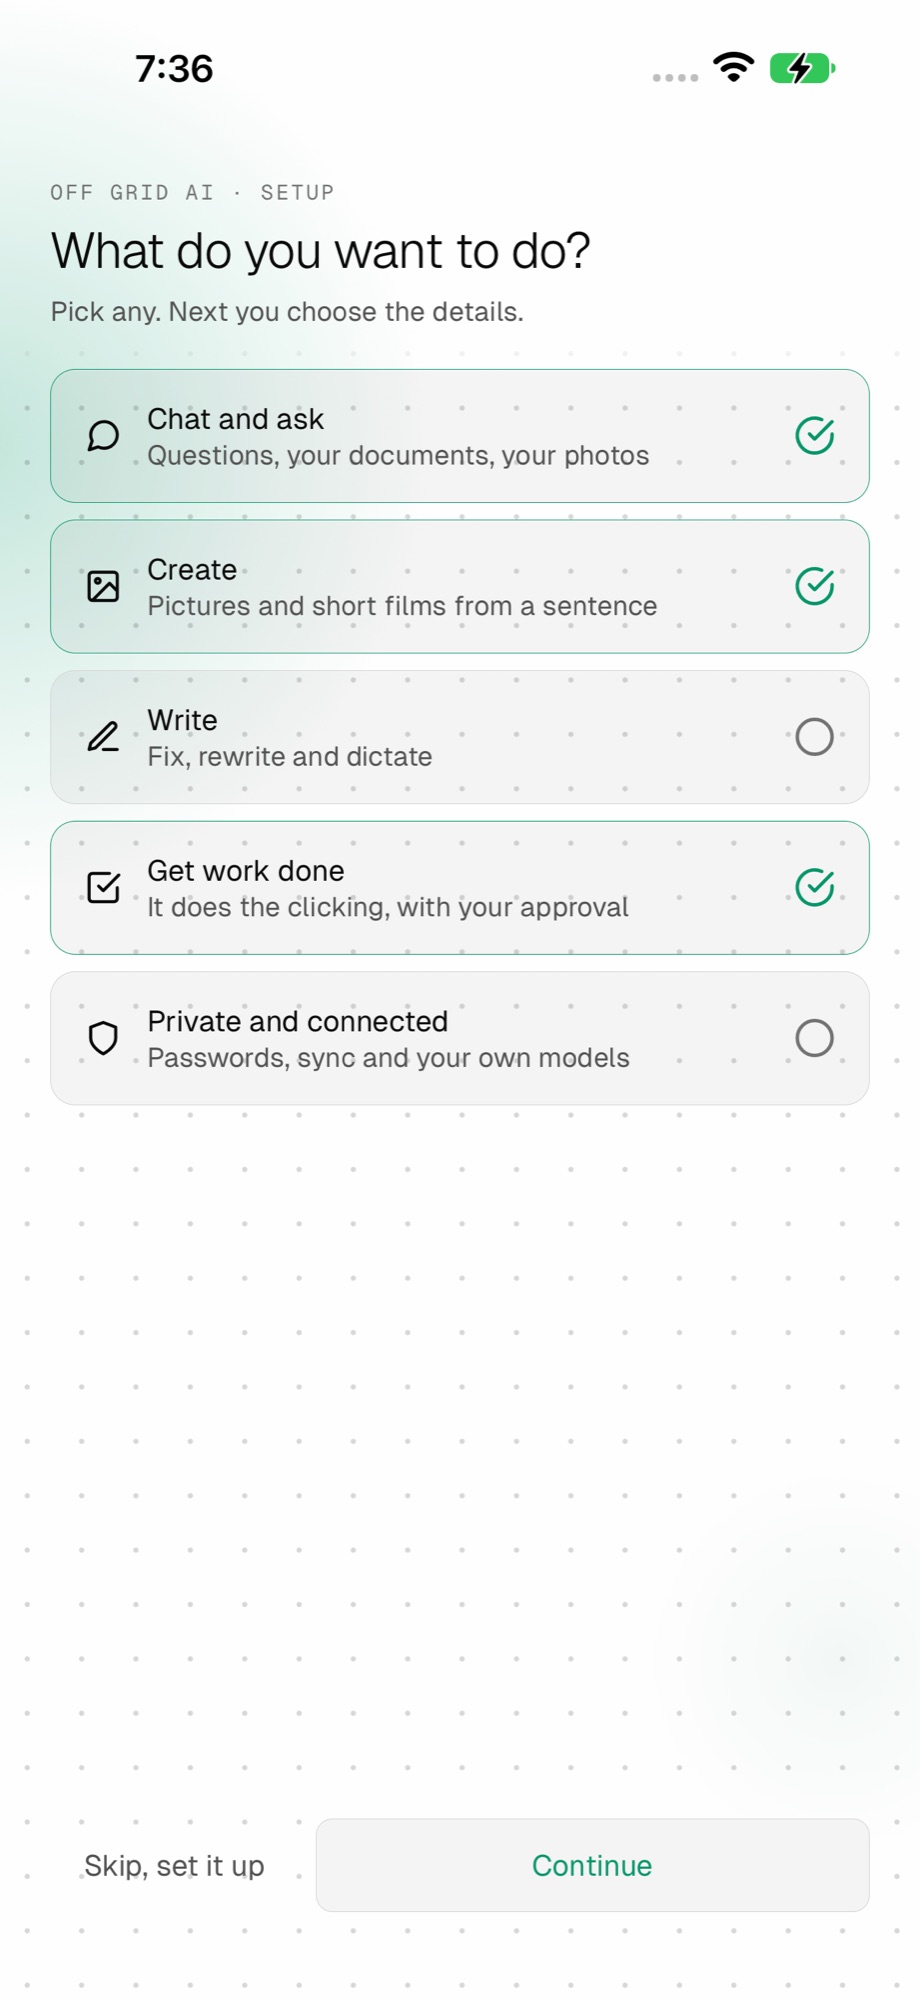 7:36
OFF GRID AI · SETUP
What do you want to do?
Pick any. Next you choose the details.
Chat and ask
Questions, your documents, your photos
Create
Pictures and short films from a sentence
Write
Fix, rewrite and dictate
Get work done
It does the clicking, with your approval
Private and connected
Passwords, sync and your own models
Skip, set it up
Continue